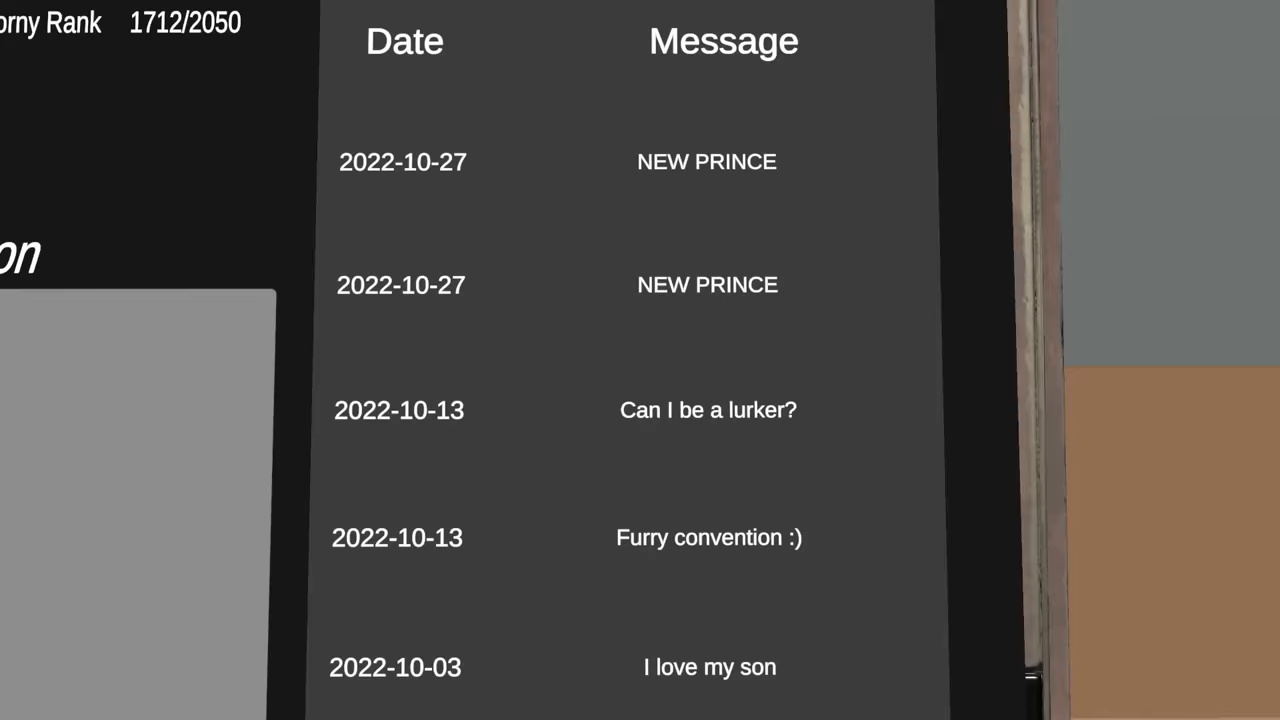 orny Rank 1712/2050
Date Message
2022-10-27 NEW PRINCE
on
2022-10-27 NEW PRINCE
2022-10-13 Can I be a lurker?
2022-10-13 Furry convention :)
2022-10-03 I love my son